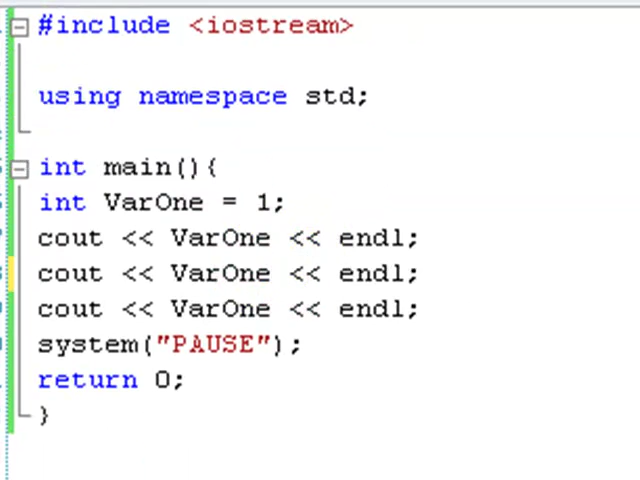 #include <iostream>
using namespace std;
int main(){
int VarOne = 1;
cout << VarOne << endl;
cout << VarOne << endl;
cout << VarOne << endl;
system("PAUSE");
return 0;
}